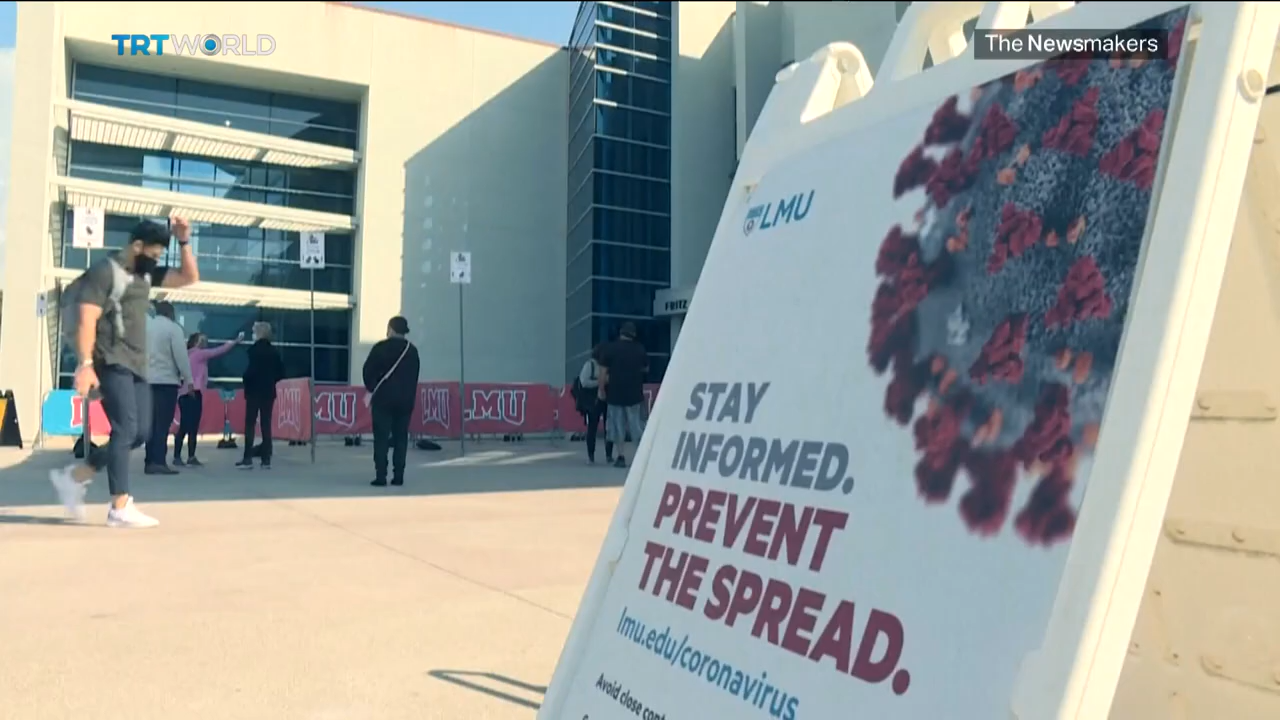 TRT WORLD
The Newsmakers
LMU
FRITZ
LMU
LMU
LMU
LMU
STAY
INFORMED.
PREVENT
THE SPREAD.
lmu.edu/coronavirus
Avoid close